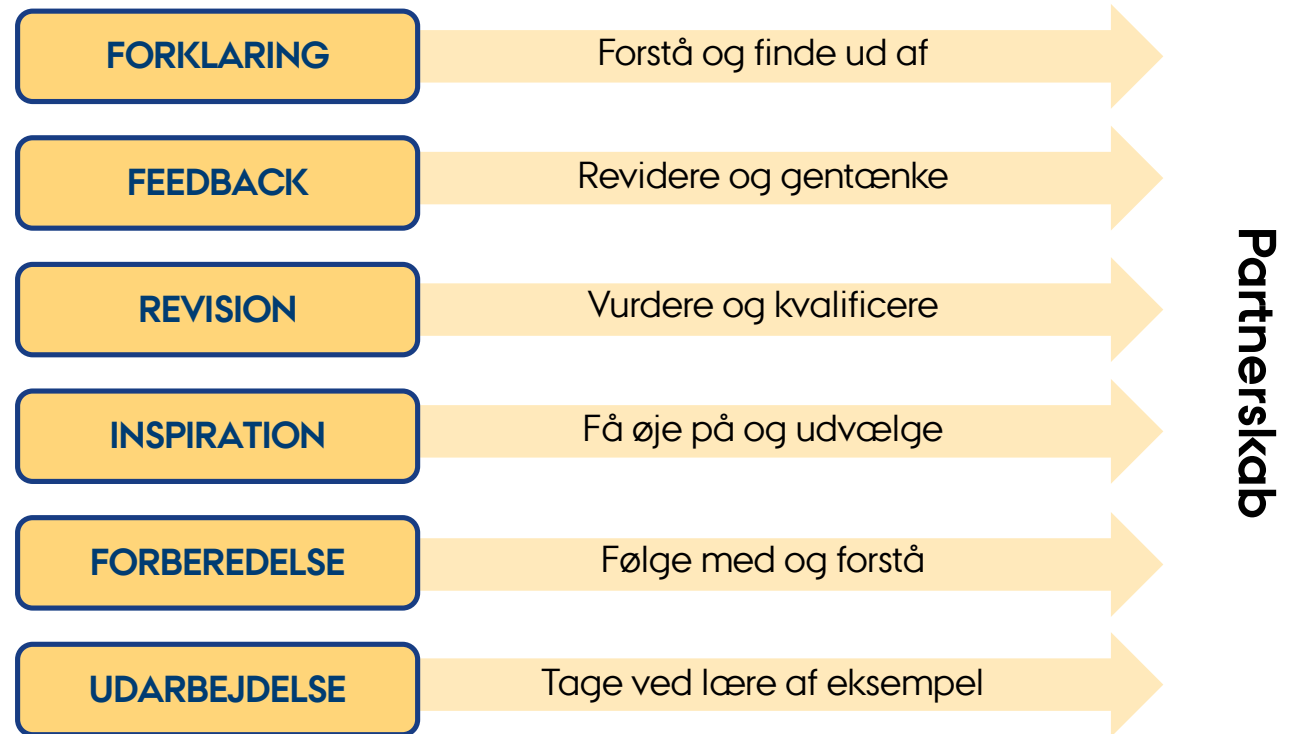 FORKLARING
Forstå og finde ud af
FEEDBACK
Revidere og gentænke
REVISION
Vurdere og kvalificere
INSPIRATION
Få øje på og udvælge
FORBEREDELSE
Følge med og forstå
UDARBEJDELSE
Tage ved lære af eksempel
Partnerskab